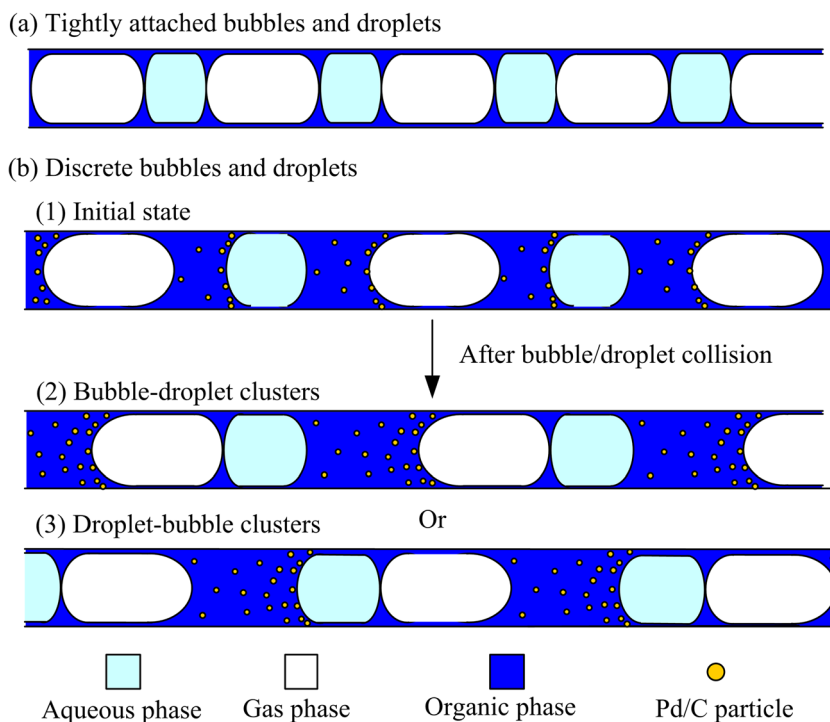 (a) Tightly attached bubbles and droplets
(b) Discrete bubbles and droplets
(1) Initial state
After bubble/droplet collision
(2) Bubble-droplet clusters
Or
(3) Droplet-bubble clusters
Aqueous phase
Gas phase
Organic phase
Pd/C particle